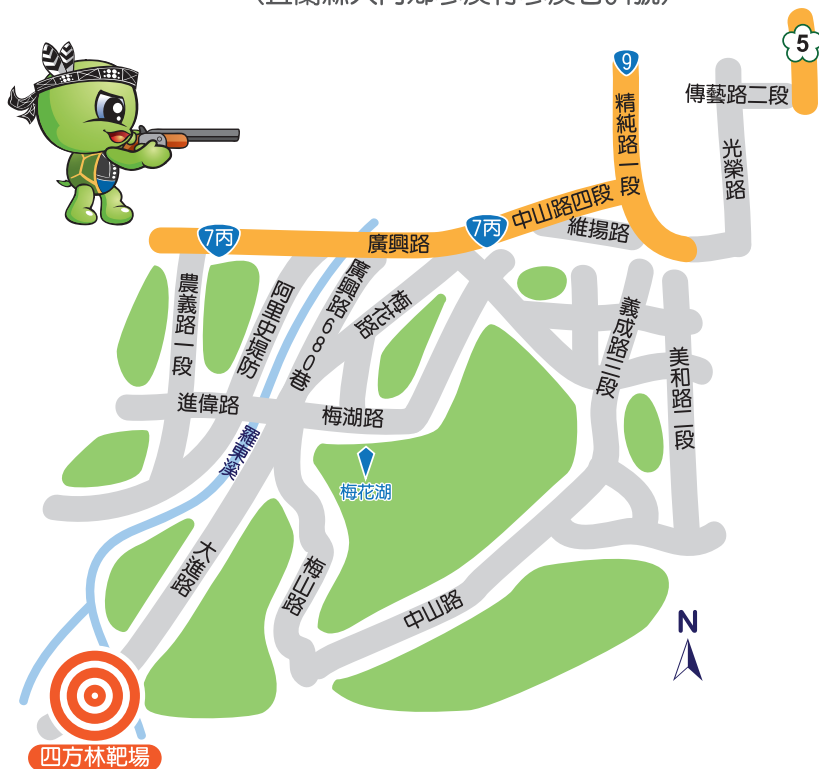 5
9
傳藝路二段
精純路一段
光榮路
中山路四段
維揚路
7丙
7丙
廣興路
農義路一段
阿里史堤防
廣興路680巷
梅花路
義成路三段
美和路二段
進偉路
梅湖路
羅東溪
梅花湖
大進路
梅山路
中山路
N
四方林靶場